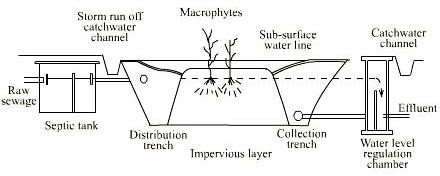 Storm run off
catchwater
channel
Macrophytes
Sub-surface
water line
Catchwater
channel
Raw
sewage
Septic tank
Distribution
trench
Impervious layer
Collection
trench
Effluent
Water level
regulation
chamber